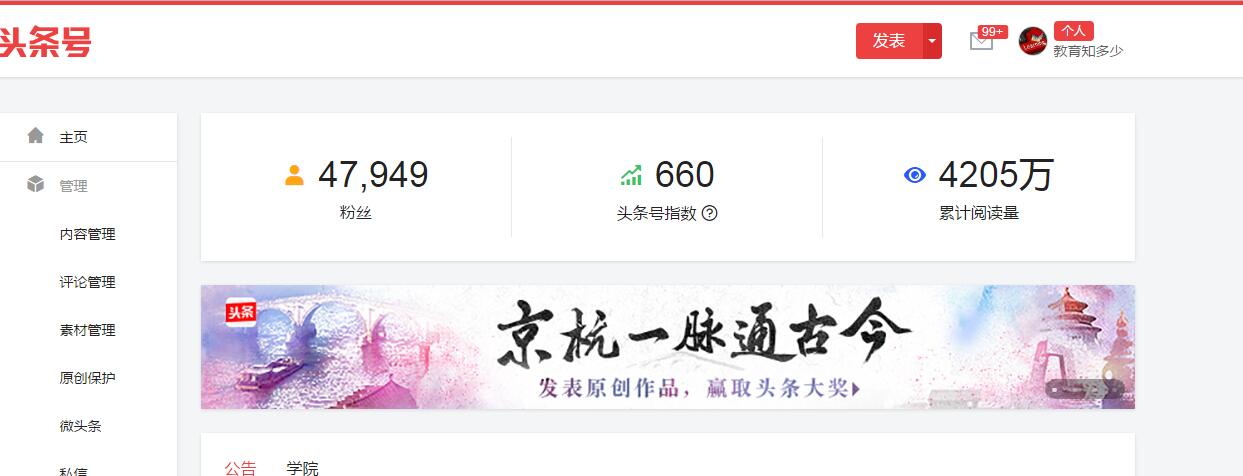 头条号
发表
99+
个人
教育知多少
主页
管理
内容管理
评论管理
素材管理
原创保护
微头条
私信
47,949
粉丝
660
头条号指数
4205万
累计阅读量
头条
京杭一脉通古今
发表原创作品，赢取头条大奖
公告
学院